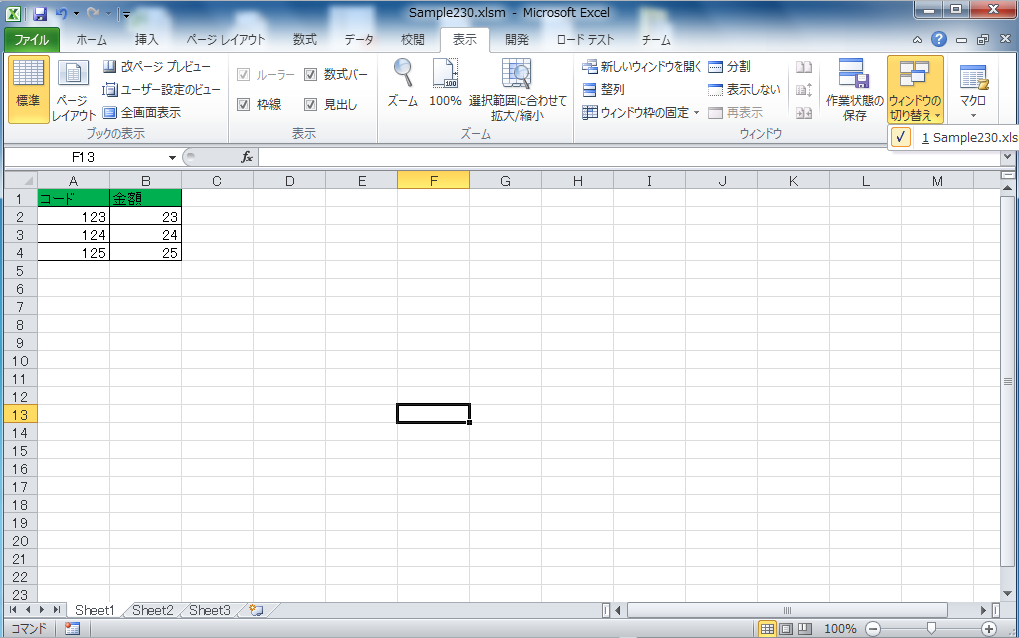 Sample230.xlsm - Microsoft Excel
ファイル ホーム 挿入 ページ レイアウト 数式 データ 校閲 表示 開発 ロード テスト チーム
標準
ページ レイアウト
改ページ プレビュー
ユーザー設定のビュー
全画面表示
ブックの表示
ルーラー 数式バー
枠線 見出し
表示
ズーム
100%
選択範囲に合わせて
拡大/縮小
ズーム
新しいウィンドウを開く
整列
ウィンドウ枠の固定
分割
表示しない
再表示
作業状態の
保存
ウィンドウの
切り替え
ウィンドウ
マクロ
1 Sample230.xls
F13 fx
A B C D E F G H I J K L M
1 コード 金額
2 123 23
3 124 24
4 125 25
5
6
7
8
9
10
11
12
13
14
15
16
17
18
19
20
21
22
23
Sheet1 Sheet2 Sheet3
コマンド 100%